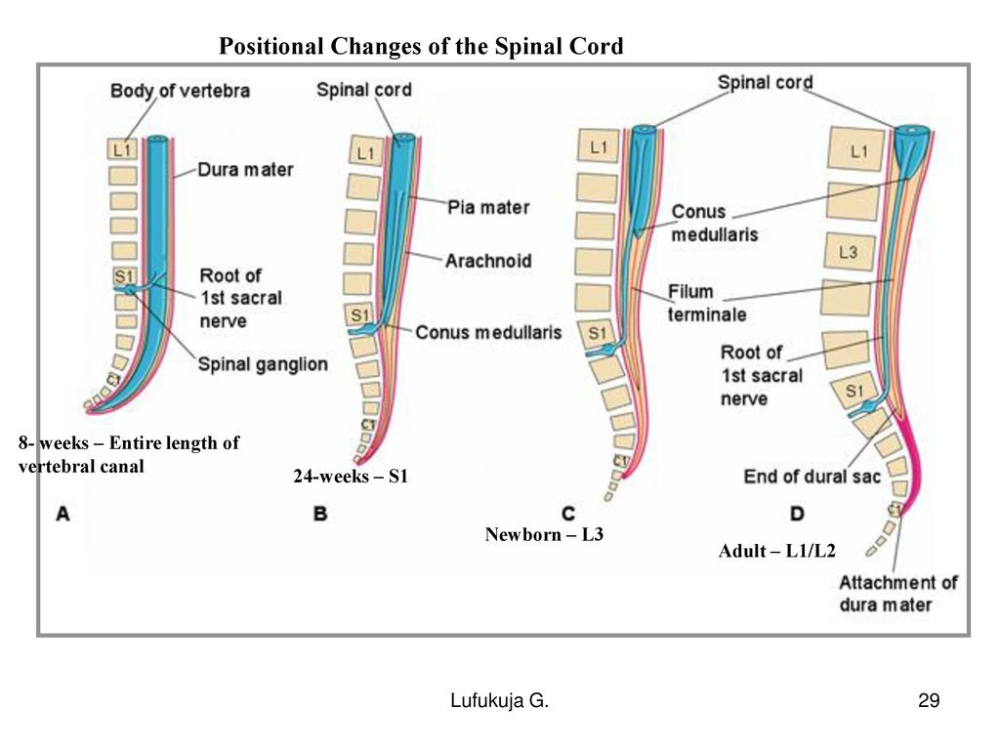 Positional Changes of the Spinal Cord
Body of vertebra
L1
Dura mater
S1
Root of
1st sacral
nerve
Spinal ganglion
C1
8- weeks – Entire length of
vertebral canal
A
Spinal cord
L1
Pia mater
Arachnoid
S1
Conus medullaris
C1
24-weeks – S1
B
Spinal cord
L1
Conus
medullaris
Filum
terminale
S1
C1
C
Newborn – L3
L1
L3
Root of
1st sacral
nerve
S1
End of dural sac
C1
D
Adult – L1/L2
Attachment of
dura mater
Lufukuja G.
29